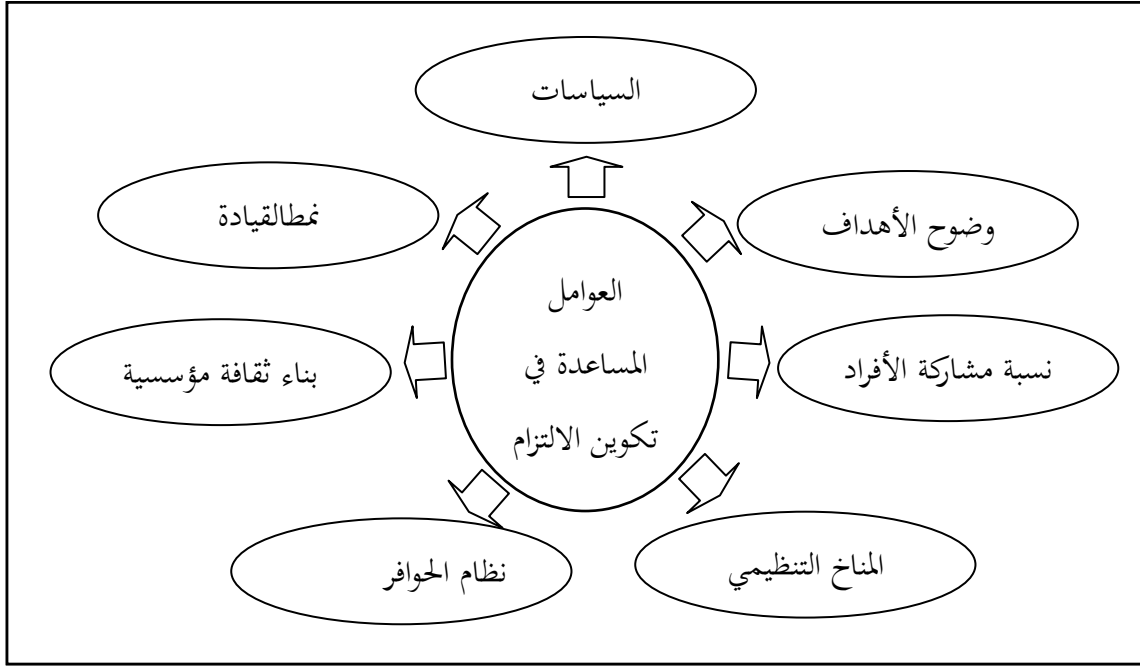 السياسات
نمطالقيادة
وضوح الأهداف
العوامل
المساعدة في
تكوين الالتزام
بناء ثقافة مؤسسية
نسبة مشاركة الأفراد
نظام الحوافر
المناخ التنظيمي